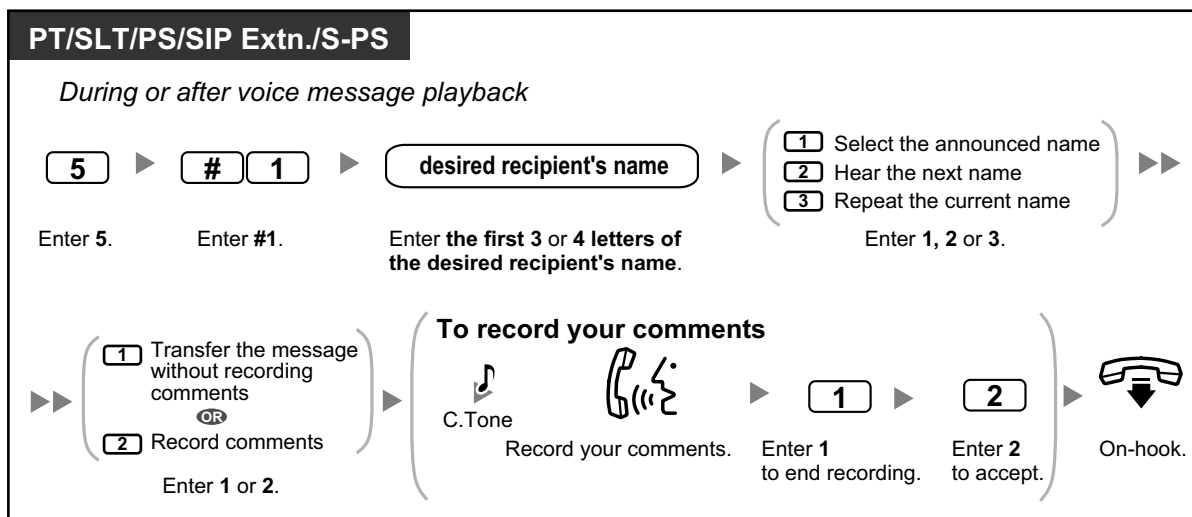 PT/SLT/PS/SIP Extn./S-PS
During or after voice message playback
5
# 1
desired recipient's name
1 Select the announced name
2 Hear the next name
3 Repeat the current name
Enter 5.
Enter #1.
Enter the first 3 or 4 letters of
the desired recipient's name.
Enter 1, 2 or 3.
1 Transfer the message
without recording
comments
OR
2 Record comments
Enter 1 or 2.
To record your comments
C.Tone
Record your comments.
1
Enter 1
to end recording.
2
Enter 2
to accept.
On-hook.